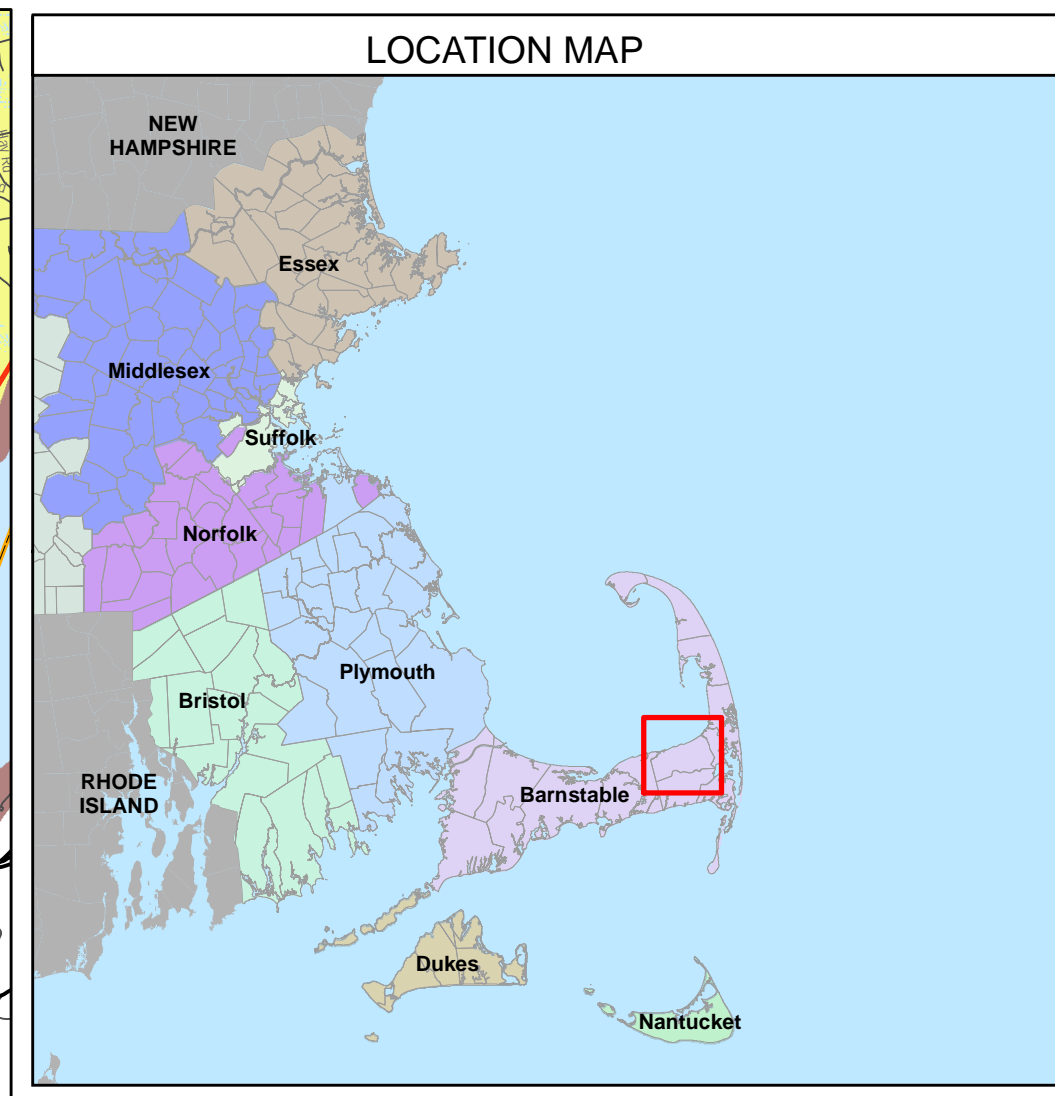 LOCATION MAP
NEW
HAMPSHIRE
Essex
Middlesex
Suffolk
Norfolk
Plymouth
Bristol
RHODE
ISLAND
Barnstable
Dukes
Nantucket